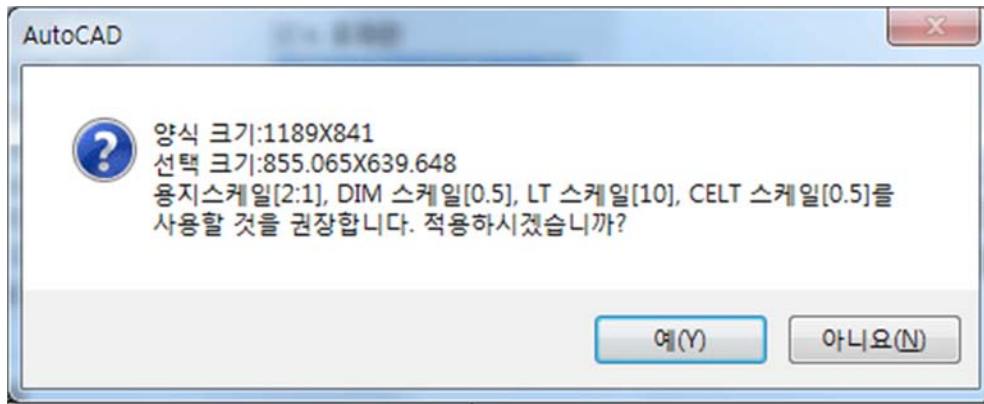 AutoCAD
양식 크기:1189X841
선택 크기:855.065X639.648
용지스케일[2:1], DIM 스케일[0.5], LT 스케일[10], CELT 스케일[0.5]를
사용할 것을 권장합니다. 적용하시겠습니까?
예(Y)
아니요(N)